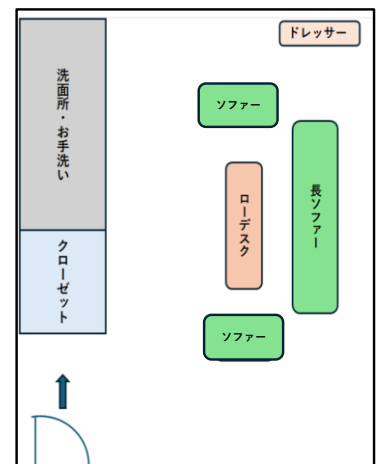 ドレッサー
洗面所・お手洗い
ソファー
長ソファー
ローデスク
クローゼット
ソファー